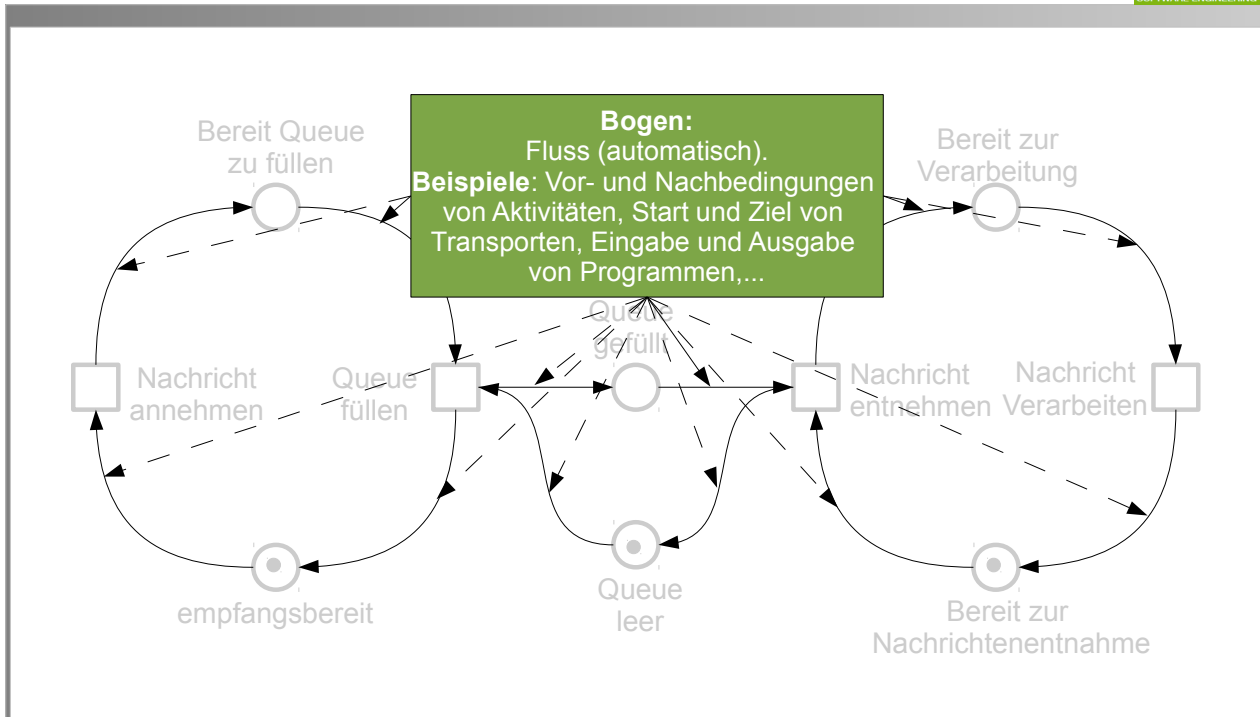 SOFTWARE ENGINEERING
Bereit Queue
zu füllen
Bogen:
Fluss (automatisch).
Beispiele: Vor- und Nachbedingungen
von Aktivitäten, Start und Ziel von
Transporten, Eingabe und Ausgabe
von Programmen,...
Bereit zur
Verarbeitung
Queue
gefüllt
Nachricht
annehmen
Queue
füllen
Nachricht
entnehmen
Nachricht
Verarbeiten
empfangsbereit
Queue
leer
Bereit zur
Nachrichtenentnahme